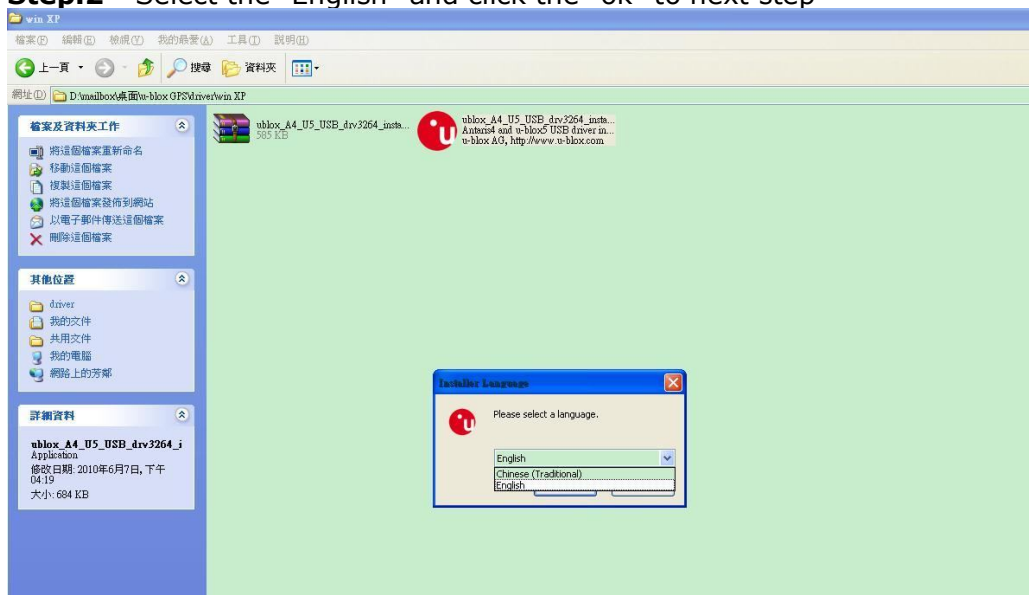 Step.2 Select the "English" and click the "ok" to next step
win XP
檔案(F) 編輯(E) 檢視(V) 我的最愛(A) 工具(T) 說明(H)
上一頁 搜尋 資料夾
網址(D) D:\mailbox\桌面\u-blox GPS\driver\win XP
檔案及資料夾工作
將這個檔案重新命名
移動這個檔案
複製這個檔案
將這個檔案發佈到網站
以電子郵件傳送這個檔案
刪除這個檔案
其他位置
driver
我的文件
共用文件
我的電腦
網路上的芳鄰
詳細資料
ublox_A4_U5_USB_drv3264_i
Application
修改日期: 2010年6月7日, 下午
04:19
大小: 684 KB
ublox_A4_U5_USB_drv3264_insta...
585 KB
ublox_A4_U5_USB_drv3264_insta...
Antaris4 and u-blox5 USB driver in...
u-blox AG, http://www.u-blox.com
Installer Language
Please select a language.
English
Chinese (Traditional)
English